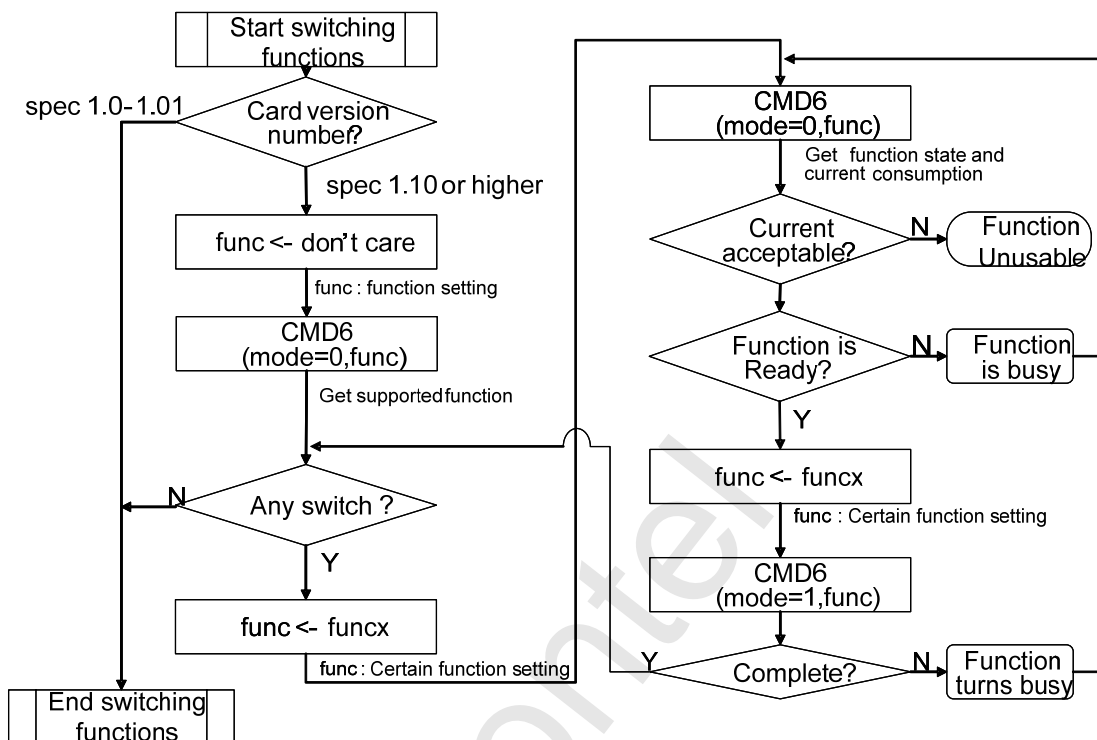 Start switching
functions
spec 1.0-1.01
Card version
number?
spec 1.10 or higher
func <- don't care
func : function setting
CMD6
(mode=0,func)
Get supported function
N
Any switch ?
Y
func <- funcx
func : Certain function setting
End switching
functions
CMD6
(mode=0,func)
Get function state and
current consumption
Current
acceptable?
N
Function
Unusable
Function is
Ready?
N
Function
is busy
Y
func <- funcx
func : Certain function setting
CMD6
(mode=1,func)
Y
Complete?
N
Function
turns busy
ontel